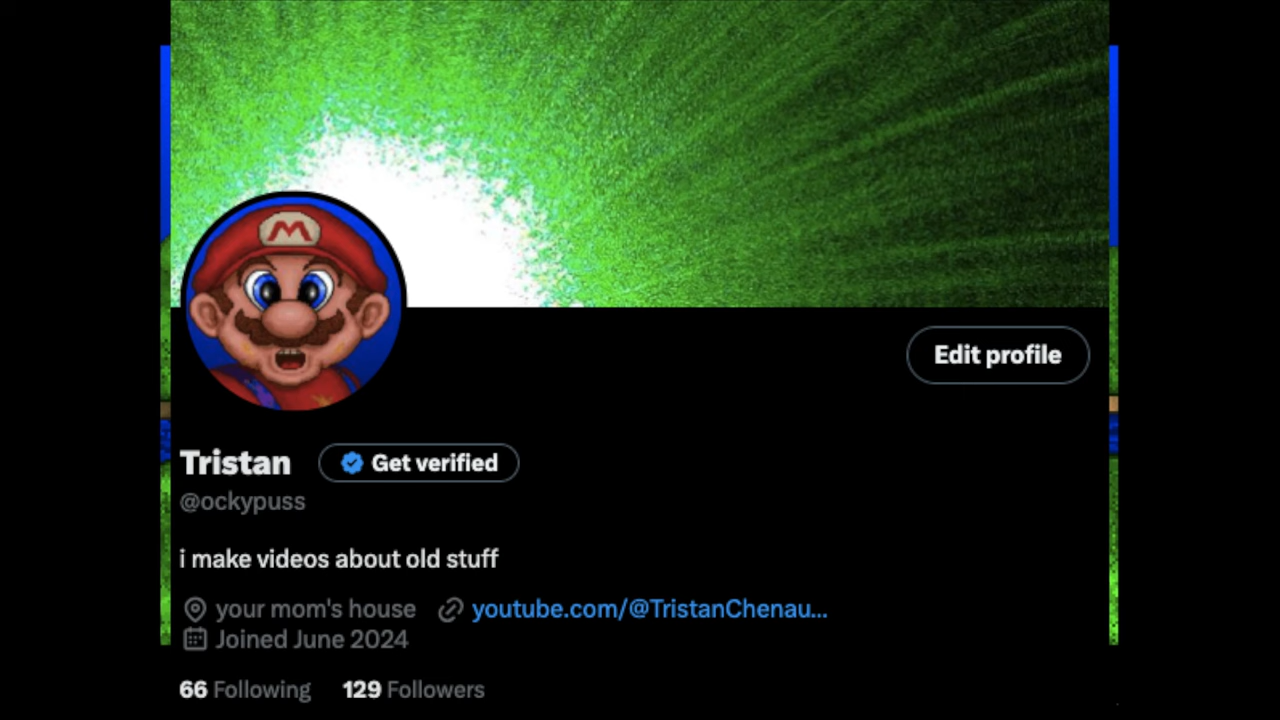 M
Edit profile
Tristan Get verified
@ockypuss
i make videos about old stuff
your mom's house youtube.com/@TristanChenau...
Joined June 2024
66 Following 129 Followers